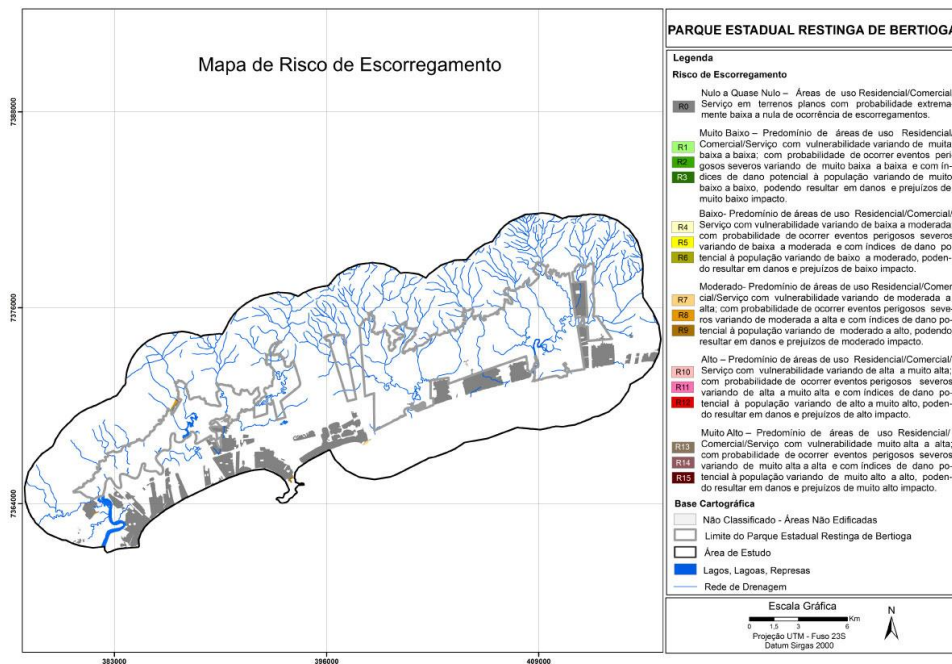 Mapa de Risco de Escorregamento
7388000
7376000
7364000
383000
396000
409000
PARQUE ESTADUAL RESTINGA DE BERTIOGA
Legenda
Risco de Escorregamento
Nulo a Quase Nulo – Áreas de uso Residencial/Comercial
R0
Serviço em terrenos planos com probabilidade extrema-
mente baixa a nula de ocorrência de escorregamentos.
Muito Baixo – Predomínio de áreas de uso Residencial/
R1
Comercial/Serviço com vulnerabilidade variando de muita
baixa a baixa; com probabilidade de ocorrer eventos peri-
R2
gosos severos variando de muito baixa a baixa e com ín-
R3
dices de dano potencial à população variando de muito
baixo a baixo, podendo resultar em danos e prejuízos de
muito baixo impacto.
Baixo- Predomínio de áreas de uso Residencial/Comercial/
R4
Serviço com vulnerabilidade variando de baixa a moderada
com probabilidade de ocorrer eventos perigosos severos
R5
variando de baixa a moderada e com índices de dano po
R6
tencial à população variando de baixo a moderado, poden-
do resultar em danos e prejuízos de baixo impacto.
Moderado- Predomínio de áreas de uso Residencial/Comer
R7
cial/Serviço com vulnerabilidade variando de moderada a
alta; com probabilidade de ocorrer eventos perigosos seve-
R8
ros variando de moderada a alta e com índices de dano po-
R9
tencial à população variando de moderado a alto, podendo
resultar em danos e prejuízos de moderado impacto.
Alto – Predomínio de áreas de uso Residencial/Comercial/
R10
Serviço com vulnerabilidade variando de alta a muito alta;
com probabilidade de ocorrer eventos perigosos severos
R11
variando de alta a muito alta e com índices de dano po-
R12
tencial à população variando de alto a muito alto, poden-
do resultar em danos e prejuízos de alto impacto.
Muito Alto – Predomínio de áreas de uso Residencial/
R13
Comercial/Serviço com vulnerabilidade muito alta a alta;
com probabilidade de ocorrer eventos perigosos severos
R14
variando de muito alta a alta e com índices de dano po-
R15
tencial à população variando de muito alto a alto, poden-
do resultar em danos e prejuízos de muito alto impacto.
Base Cartográfica
Não Classificado - Áreas Não Edificadas
Limite do Parque Estadual Restinga de Bertioga
Área de Estudo
Lagos, Lagoas, Represas
Rede de Drenagem
Escala Gráfica
Km
0 1,5 3 6
N
Projeção UTM - Fuso 23S
Datum Sirgas 2000